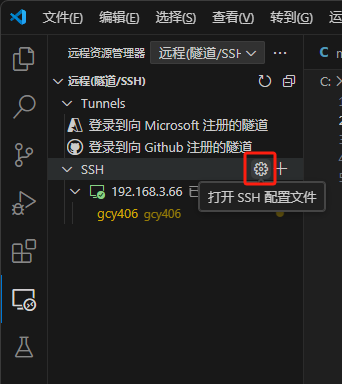 文件(F) 编辑(E) 选择(S) 查看(V) 转到(G)
远程资源管理器 远程(隧道/SSH ...
远程(隧道/SSH)
Tunnels
登录到向 Microsoft 注册的隧道
登录到向 Github 注册的隧道
SSH
打开 SSH 配置文件
192.168.3.66
gcy406 gcy406